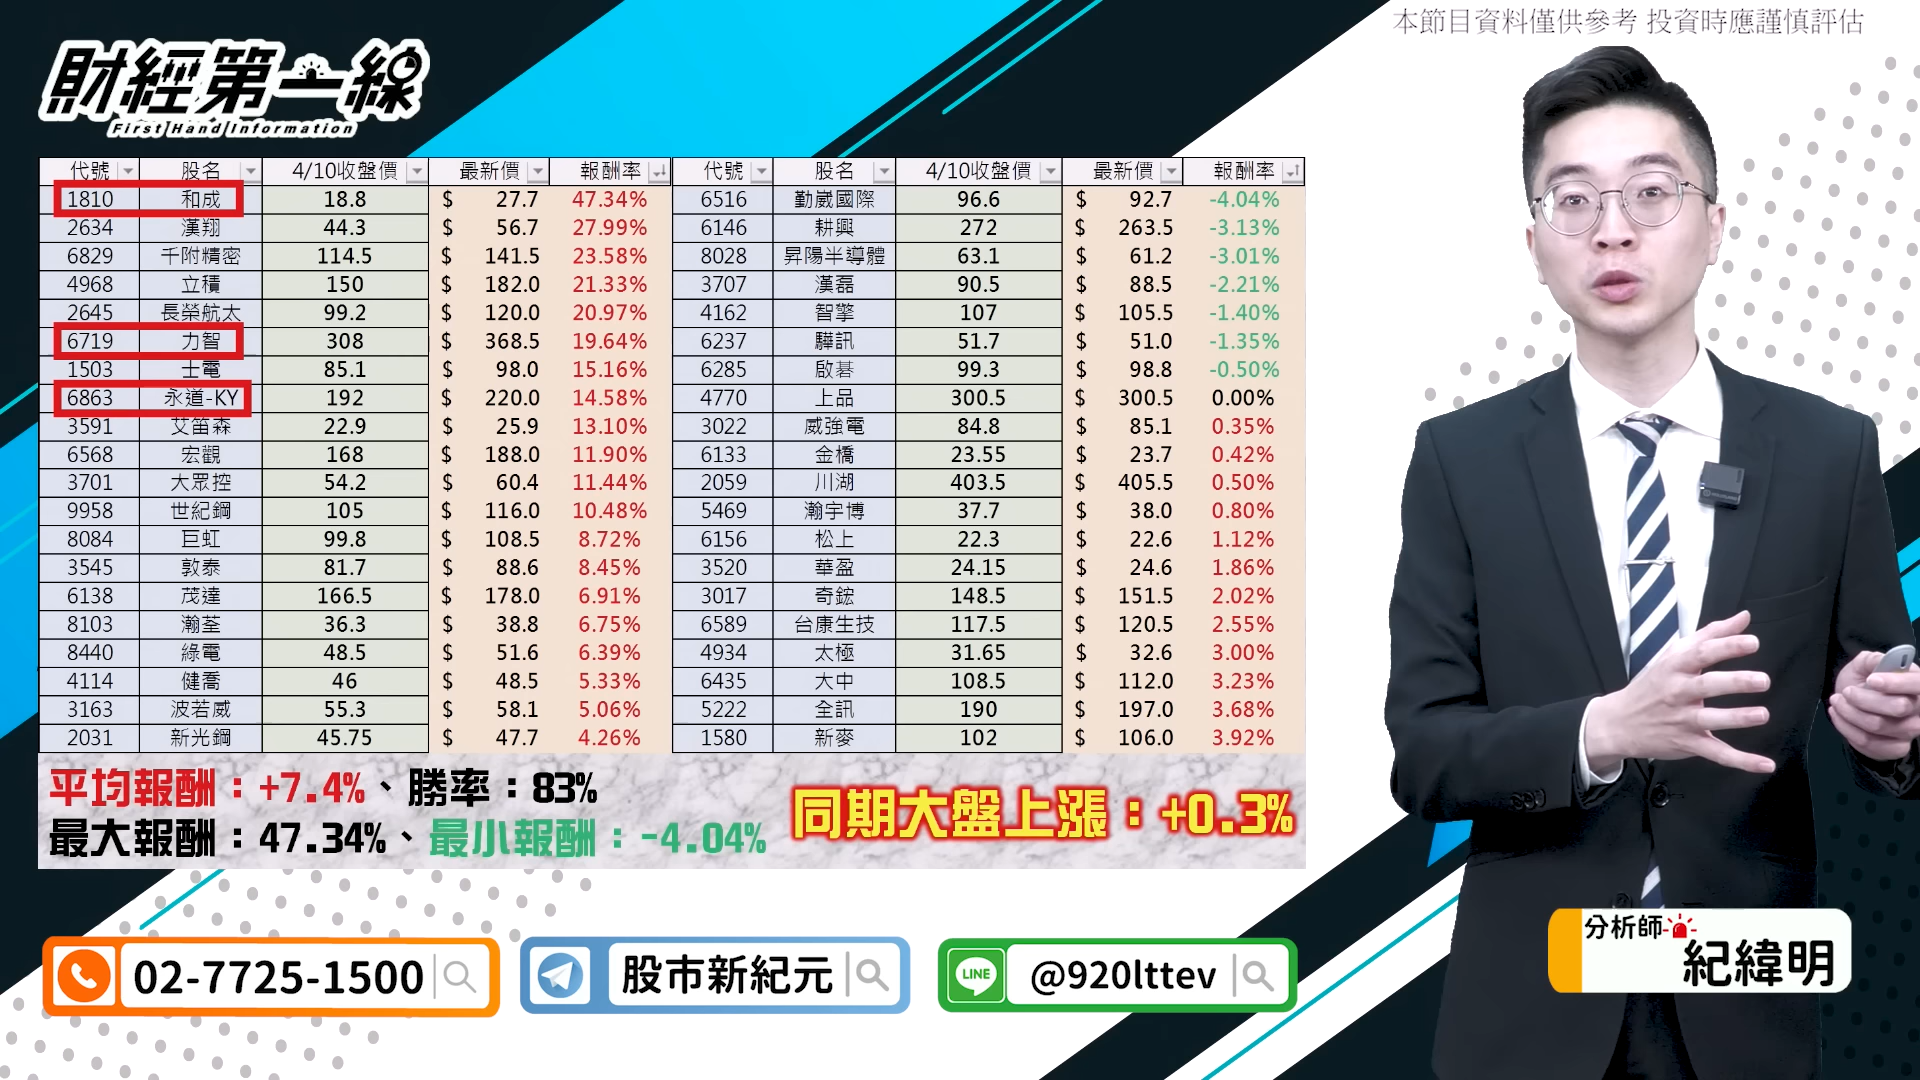 本節目資料僅供參考 投資時應謹慎評估
財經第一線
First Hand Information
代號 股名 4/10收盤價 最新價 報酬率 代號 股名 4/10收盤價 最新價 報酬率
1810 和成 18.8 $ 27.7 47.34% 6516 勤崴國際 96.6 $ 92.7 -4.04%
2634 漢翔 44.3 $ 56.7 27.99% 6146 耕興 272 $ 263.5 -3.13%
6829 千附精密 114.5 $ 141.5 23.58% 8028 昇陽半導體 63.1 $ 61.2 -3.01%
4968 立積 150 $ 182.0 21.33% 3707 漢磊 90.5 $ 88.5 -2.21%
2645 長榮航太 99.2 $ 120.0 20.97% 4162 智擎 107 $ 105.5 -1.40%
6719 力智 308 $ 368.5 19.64% 6237 驊訊 51.7 $ 51.0 -1.35%
1503 士電 85.1 $ 98.0 15.16% 6285 啟碁 99.3 $ 98.8 -0.50%
6863 永道-KY 192 $ 220.0 14.58% 4770 上品 300.5 $ 300.5 0.00%
3591 艾笛森 22.9 $ 25.9 13.10% 3022 威強電 84.8 $ 85.1 0.35%
6568 宏觀 168 $ 188.0 11.90% 6133 金橋 23.55 $ 23.7 0.42%
3701 大眾控 54.2 $ 60.4 11.44% 2059 川湖 403.5 $ 405.5 0.50%
9958 世紀鋼 105 $ 116.0 10.48% 5469 瀚宇博 37.7 $ 38.0 0.80%
8084 巨虹 99.8 $ 108.5 8.72% 6156 松上 22.3 $ 22.6 1.12%
3545 敦泰 81.7 $ 88.6 8.45% 3520 華盈 24.15 $ 24.6 1.86%
6138 茂達 166.5 $ 178.0 6.91% 3017 奇鋐 148.5 $ 151.5 2.02%
8103 瀚荃 36.3 $ 38.8 6.75% 6589 台康生技 117.5 $ 120.5 2.55%
8440 綠電 48.5 $ 51.6 6.39% 4934 太極 31.65 $ 32.6 3.00%
4114 健喬 46 $ 48.5 5.33% 6435 大中 108.5 $ 112.0 3.23%
3163 波若威 55.3 $ 58.1 5.06% 5222 全訊 190 $ 197.0 3.68%
2031 新光鋼 45.75 $ 47.7 4.26% 1580 新麥 102 $ 106.0 3.92%
平均報酬：+7.4%、勝率：83%
最大報酬：47.34%、最小報酬：-4.04%
同期大盤上漲：+0.3%
分析師
紀緯明
02-7725-1500
股市新紀元
LINE
@920lttev